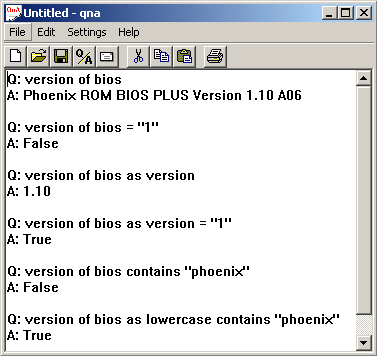 Untitled - qna
File Edit Settings Help
Q: version of bios
A: Phoenix ROM BIOS PLUS Version 1.10 A06
Q: version of bios = "1"
A: False
Q: version of bios as version
A: 1.10
Q: version of bios as version = "1"
A: True
Q: version of bios contains "phoenix"
A: False
Q: version of bios as lowercase contains "phoenix"
A: True